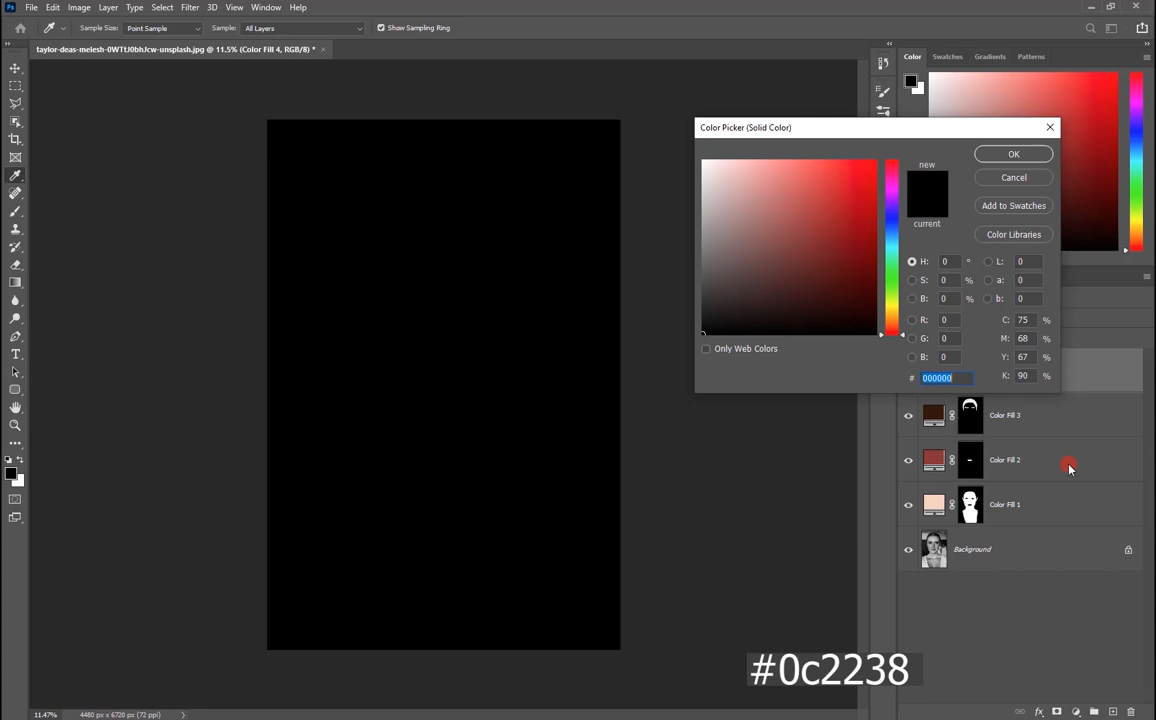 Ps File Edit Image Layer Type Select Filter 3D View Window Help
Sample Size: Point Sample Sample: All Layers Show Sampling Ring
taylor-deas-melesh-0WTtJ0bhJcw-unsplash.jpg @ 11.5% (Color Fill 4, RGB/8) *
Color Swatches Gradients Patterns
Color Picker (Solid Color)
new
current
OK
Cancel
Add to Swatches
Color Libraries
H: 0 ° L: 0
S: 0 % a: 0
B: 0 % b: 0
R: 0 C: 75 %
G: 0 M: 68 %
B: 0 Y: 67 %
# 000000 K: 90 %
Only Web Colors
Color Fill 3
Color Fill 2
Color Fill 1
Background
#0c2238
11.47% 4480 px x 6720 px (72 ppi)
fx